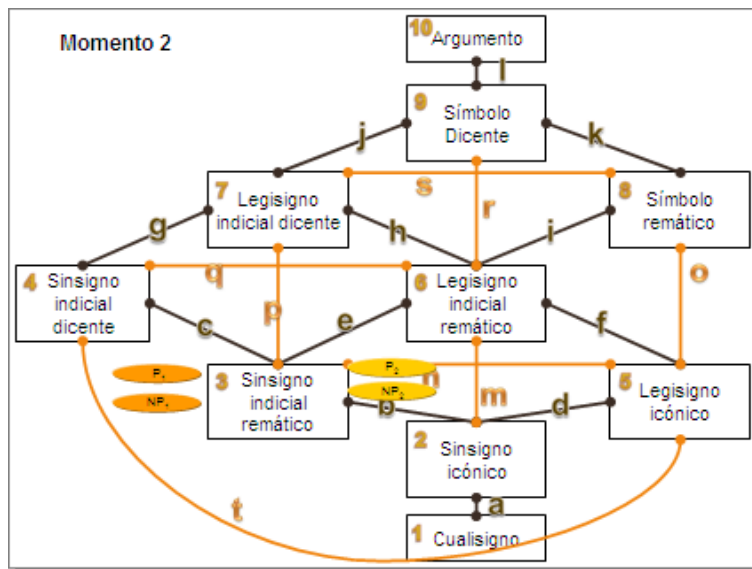 Momento 2
10
Argumento
l
9
Símbolo
Dicente
j
k
7
Legisigno
indicial dicente
s
r
8
Símbolo
remático
g
h
i
4
Sinsigno
indicial
dicente
q
p
6
Legisigno
indicial
remático
o
c
e
f
P₁
NP₁
3
Sinsigno
indicial
remático
P₂
n
NP₂
b
m
d
5
Legisigno
icónico
2
Sinsigno
icónico
t
a
1
Cualisigno